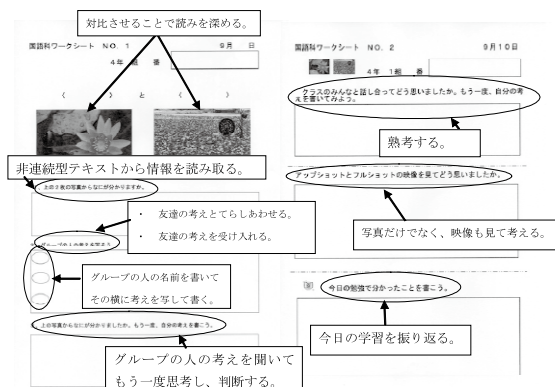 対比させることで読みを深める。
国語科ワークシート　NO．1　9月　日
4年　組　番
（　　）と（　　）
非連続型テキストから情報を読み取る。
上の2枚の写真からなにが分かりますか。
・　友達の考えとてらしあわせる。
・　友達の考えを受け入れる。
グループの人の考えを写そう
グループの人の名前を書いて
その横に考えを写して書く。
上の写真からなにが分かりましたか。もう一度、自分の考えを書こう。
グループの人の考えを聞いて
もう一度思考し、判断する。
国語科ワークシート　NO．2　9月10日
4年　1組　番
クラスのみんなと話し合ってどう思いましたか。もう一度、自分の考
えを書いてみよう。
熟考する。
アップショットとフルショットの映像を見てどう思いましたか。
写真だけでなく、映像も見て考える。
今日の勉強で分かったことを書こう。
今日の学習を振り返る。